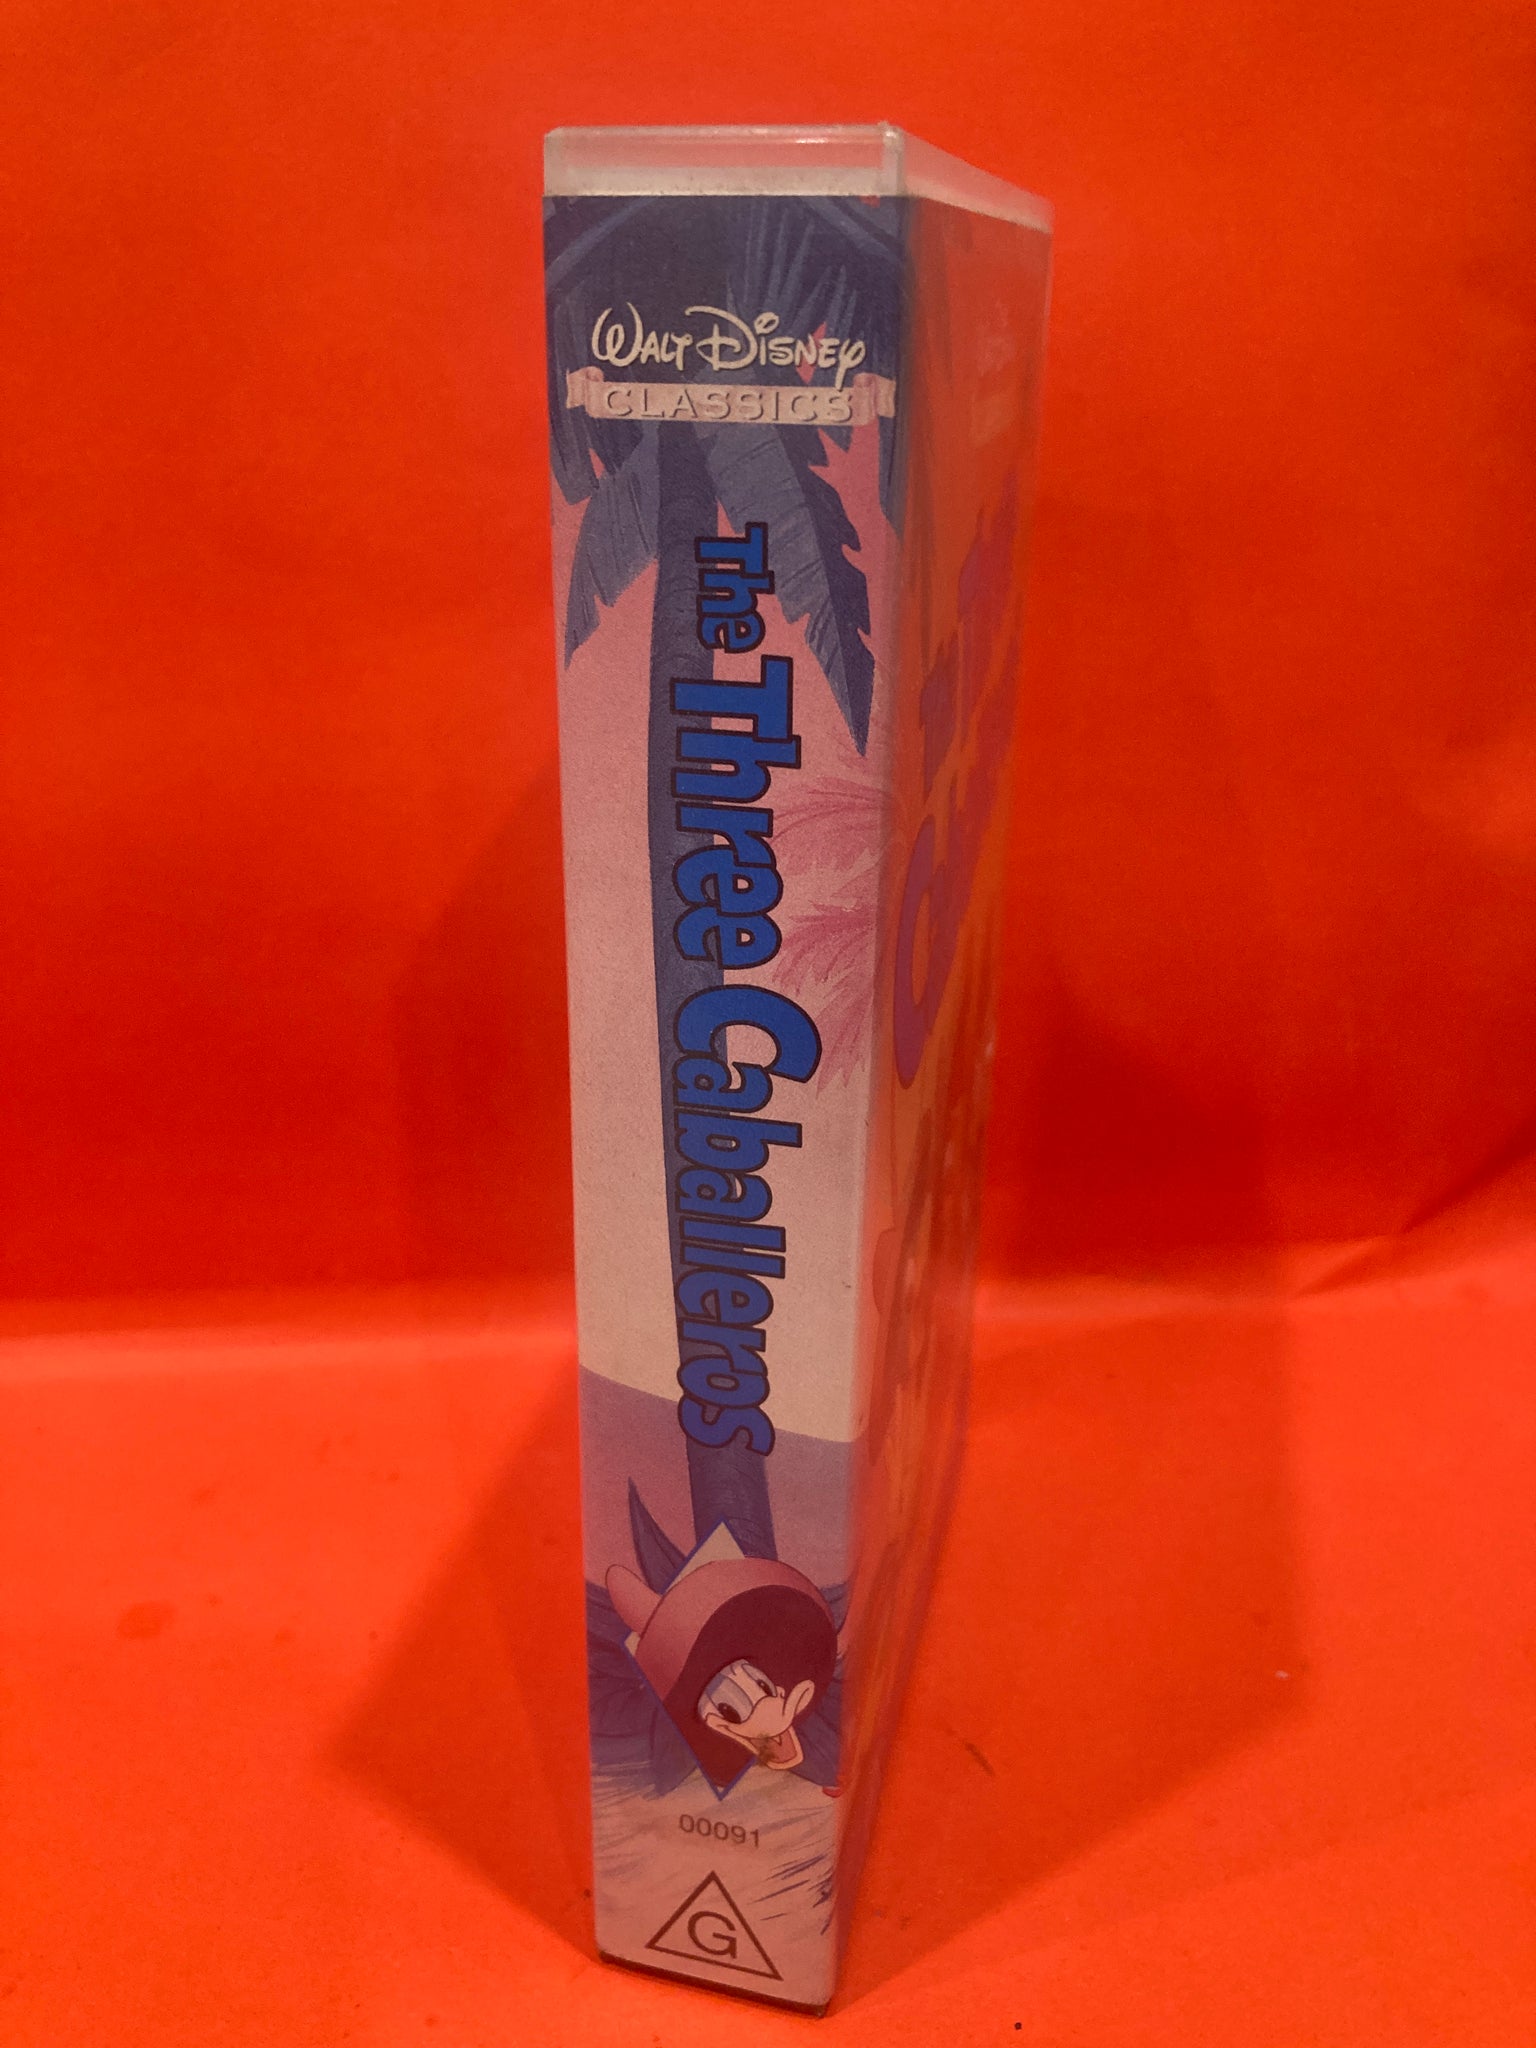 Walt Disney
CLASSICS
The Three Caballeros
00091
G